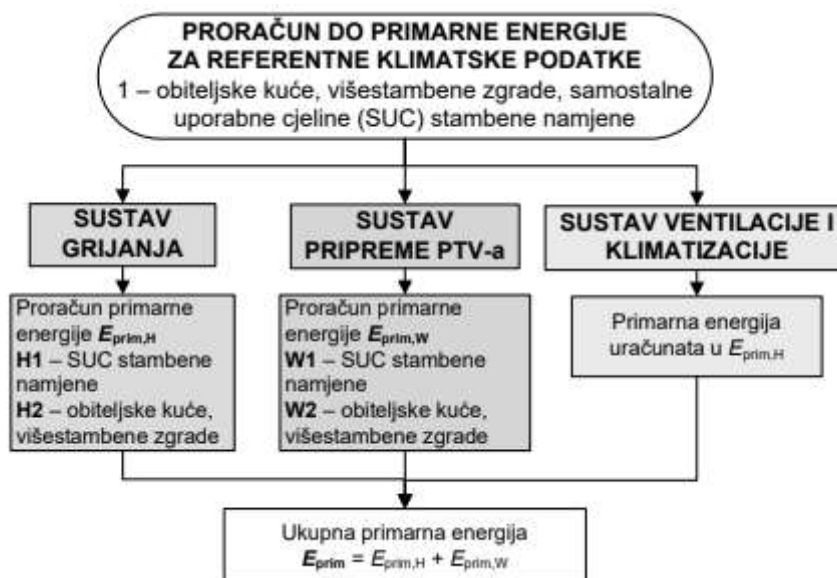 PRORAČUN DO PRIMARNE ENERGIJE
ZA REFERENTNE KLIMATSKE PODATKE
1 – obiteljske kuće, višestambene zgrade, samostalne
uporabne cjeline (SUC) stambene namjene
SUSTAV
GRIJANJA
Proračun primarne
energije Eprim,H
H1 – SUC stambene
namjene
H2 – obiteljske kuće,
višestambene zgrade
SUSTAV
PRIPREME PTV-a
Proračun primarne
energije Eprim,W
W1 – SUC stambene
namjene
W2 – obiteljske kuće,
višestambene zgrade
SUSTAV VENTILACIJE I
KLIMATIZACIJE
Primarna energija
uračunata u Eprim,H
Ukupna primarna energija
Eprim = Eprim,H + Eprim,W